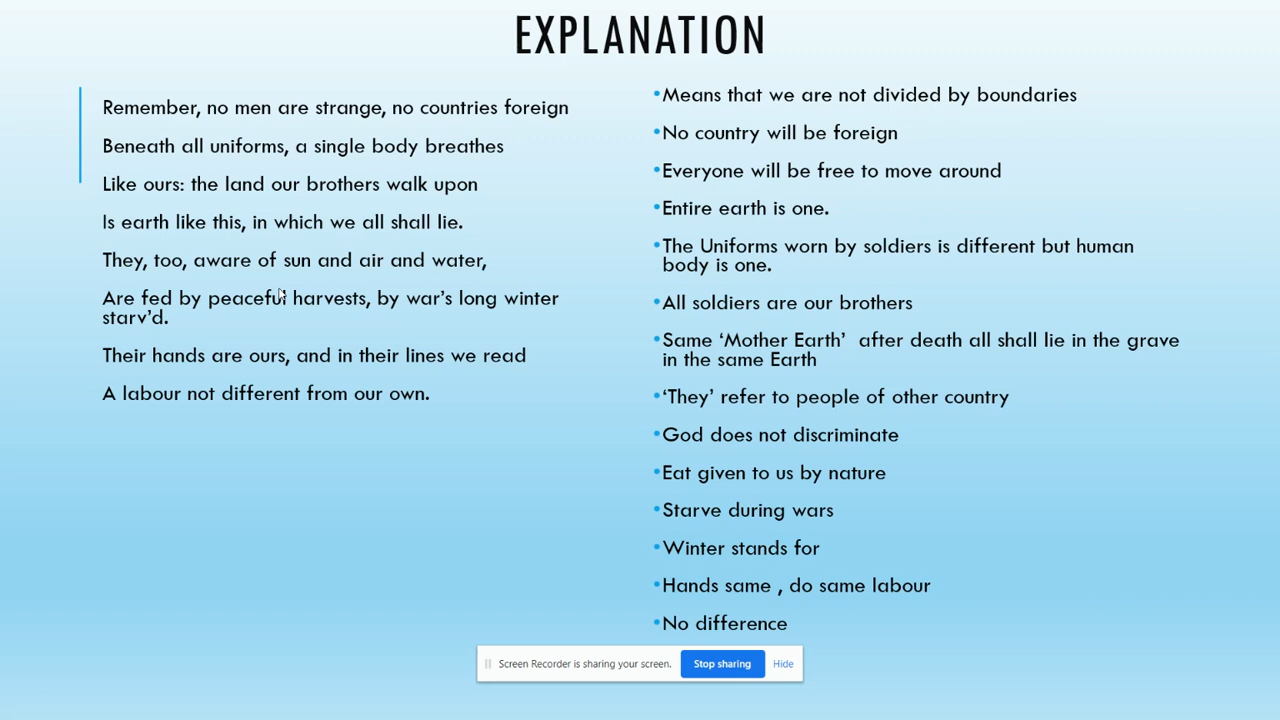 EXPLANATION
Remember, no men are strange, no countries foreign
Beneath all uniforms, a single body breathes
Like ours: the land our brothers walk upon
Is earth like this, in which we all shall lie.
They, too, aware of sun and air and water,
Are fed by peaceful harvests, by war's long winter
starv'd.
Their hands are ours, and in their lines we read
A labour not different from our own.
•Means that we are not divided by boundaries
•No country will be foreign
•Everyone will be free to move around
•Entire earth is one.
•The Uniforms worn by soldiers is different but human
body is one.
•All soldiers are our brothers
•Same ‘Mother Earth’ after death all shall lie in the grave
in the same Earth
•‘They’ refer to people of other country
•God does not discriminate
•Eat given to us by nature
•Starve during wars
•Winter stands for
•Hands same , do same labour
•No difference
Screen Recorder is sharing your screen. Stop sharing Hide